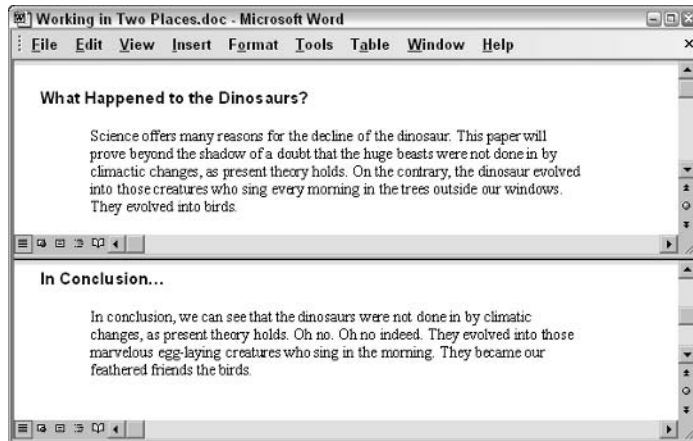 Working in Two Places.doc - Microsoft Word
File Edit View Insert Format Tools Table Window Help
What Happened to the Dinosaurs?
Science offers many reasons for the decline of the dinosaur. This paper will
prove beyond the shadow of a doubt that the huge beasts were not done in by
climactic changes, as present theory holds. On the contrary, the dinosaur evolved
into those creatures who sing every morning in the trees outside our windows.
They evolved into birds.
In Conclusion...
In conclusion, we can see that the dinosaurs were not done in by climatic
changes, as present theory holds. Oh no. Oh no indeed. They evolved into those
marvelous egg-laying creatures who sing in the morning. They became our
feathered friends the birds.